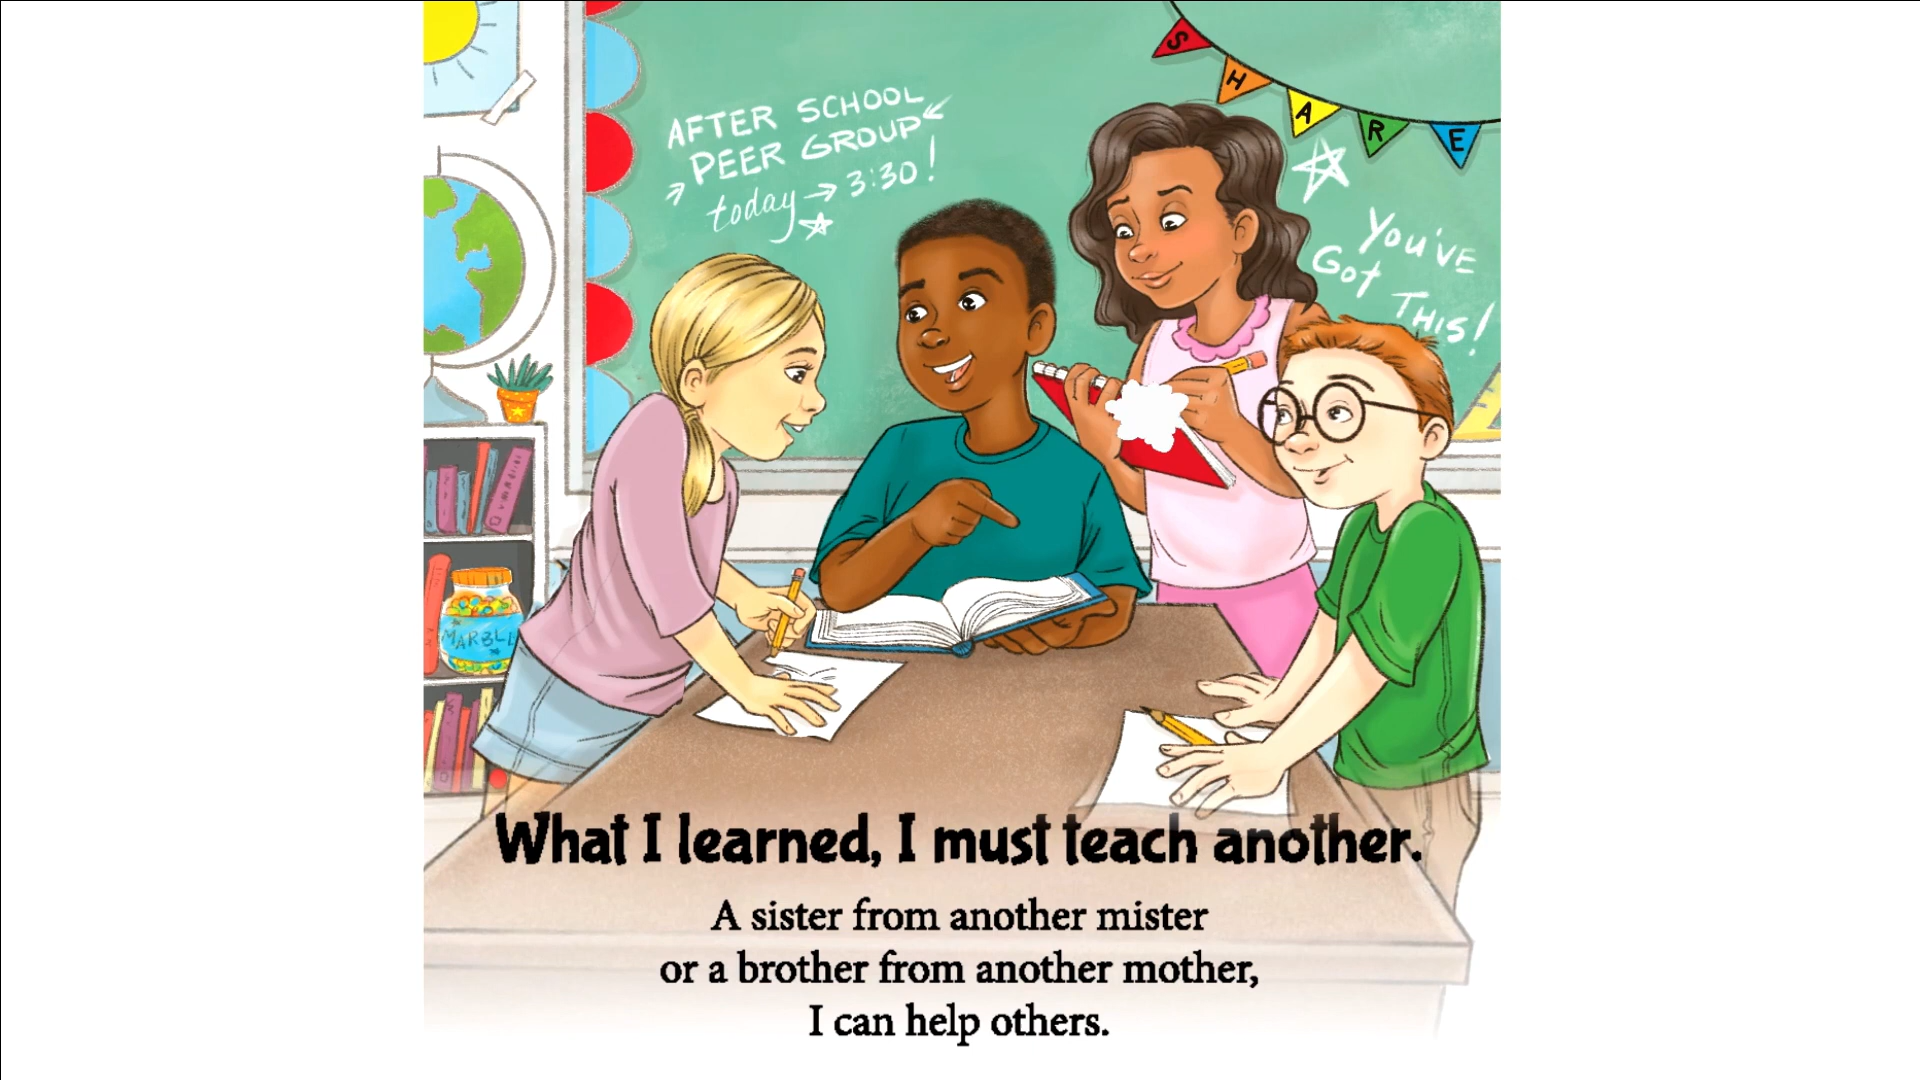 SHARE
AFTER SCHOOL
PEER GROUP
today → 3:30!
You've
Got THIS!
MARBLE
What I learned, I must teach another.
A sister from another mister
or a brother from another mother,
I can help others.